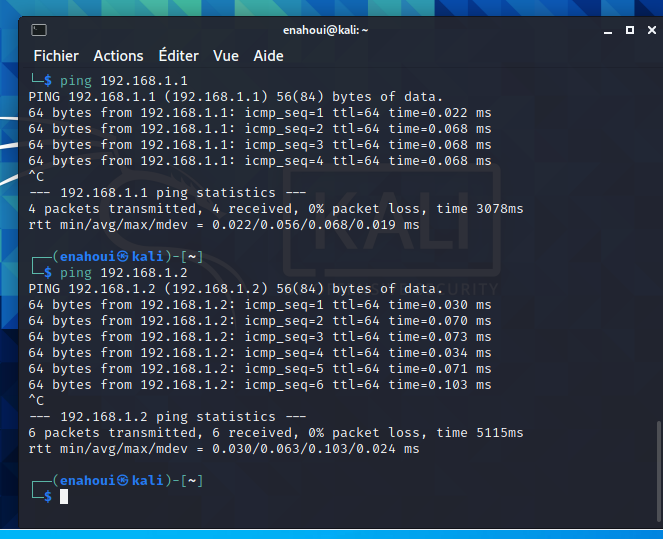 enahoui@kali: ~
Fichier Actions Éditer Vue Aide
└─$ ping 192.168.1.1
PING 192.168.1.1 (192.168.1.1) 56(84) bytes of data.
64 bytes from 192.168.1.1: icmp_seq=1 ttl=64 time=0.022 ms
64 bytes from 192.168.1.1: icmp_seq=2 ttl=64 time=0.068 ms
64 bytes from 192.168.1.1: icmp_seq=3 ttl=64 time=0.068 ms
64 bytes from 192.168.1.1: icmp_seq=4 ttl=64 time=0.068 ms
^C
--- 192.168.1.1 ping statistics ---
4 packets transmitted, 4 received, 0% packet loss, time 3078ms
rtt min/avg/max/mdev = 0.022/0.056/0.068/0.019 ms
┌──(enahoui㉿kali)-[~]
└─$ ping 192.168.1.2
PING 192.168.1.2 (192.168.1.2) 56(84) bytes of data.
64 bytes from 192.168.1.2: icmp_seq=1 ttl=64 time=0.030 ms
64 bytes from 192.168.1.2: icmp_seq=2 ttl=64 time=0.070 ms
64 bytes from 192.168.1.2: icmp_seq=3 ttl=64 time=0.073 ms
64 bytes from 192.168.1.2: icmp_seq=4 ttl=64 time=0.034 ms
64 bytes from 192.168.1.2: icmp_seq=5 ttl=64 time=0.071 ms
64 bytes from 192.168.1.2: icmp_seq=6 ttl=64 time=0.103 ms
^C
--- 192.168.1.2 ping statistics ---
6 packets transmitted, 6 received, 0% packet loss, time 5115ms
rtt min/avg/max/mdev = 0.030/0.063/0.103/0.024 ms
┌──(enahoui㉿kali)-[~]
└─$
KALI